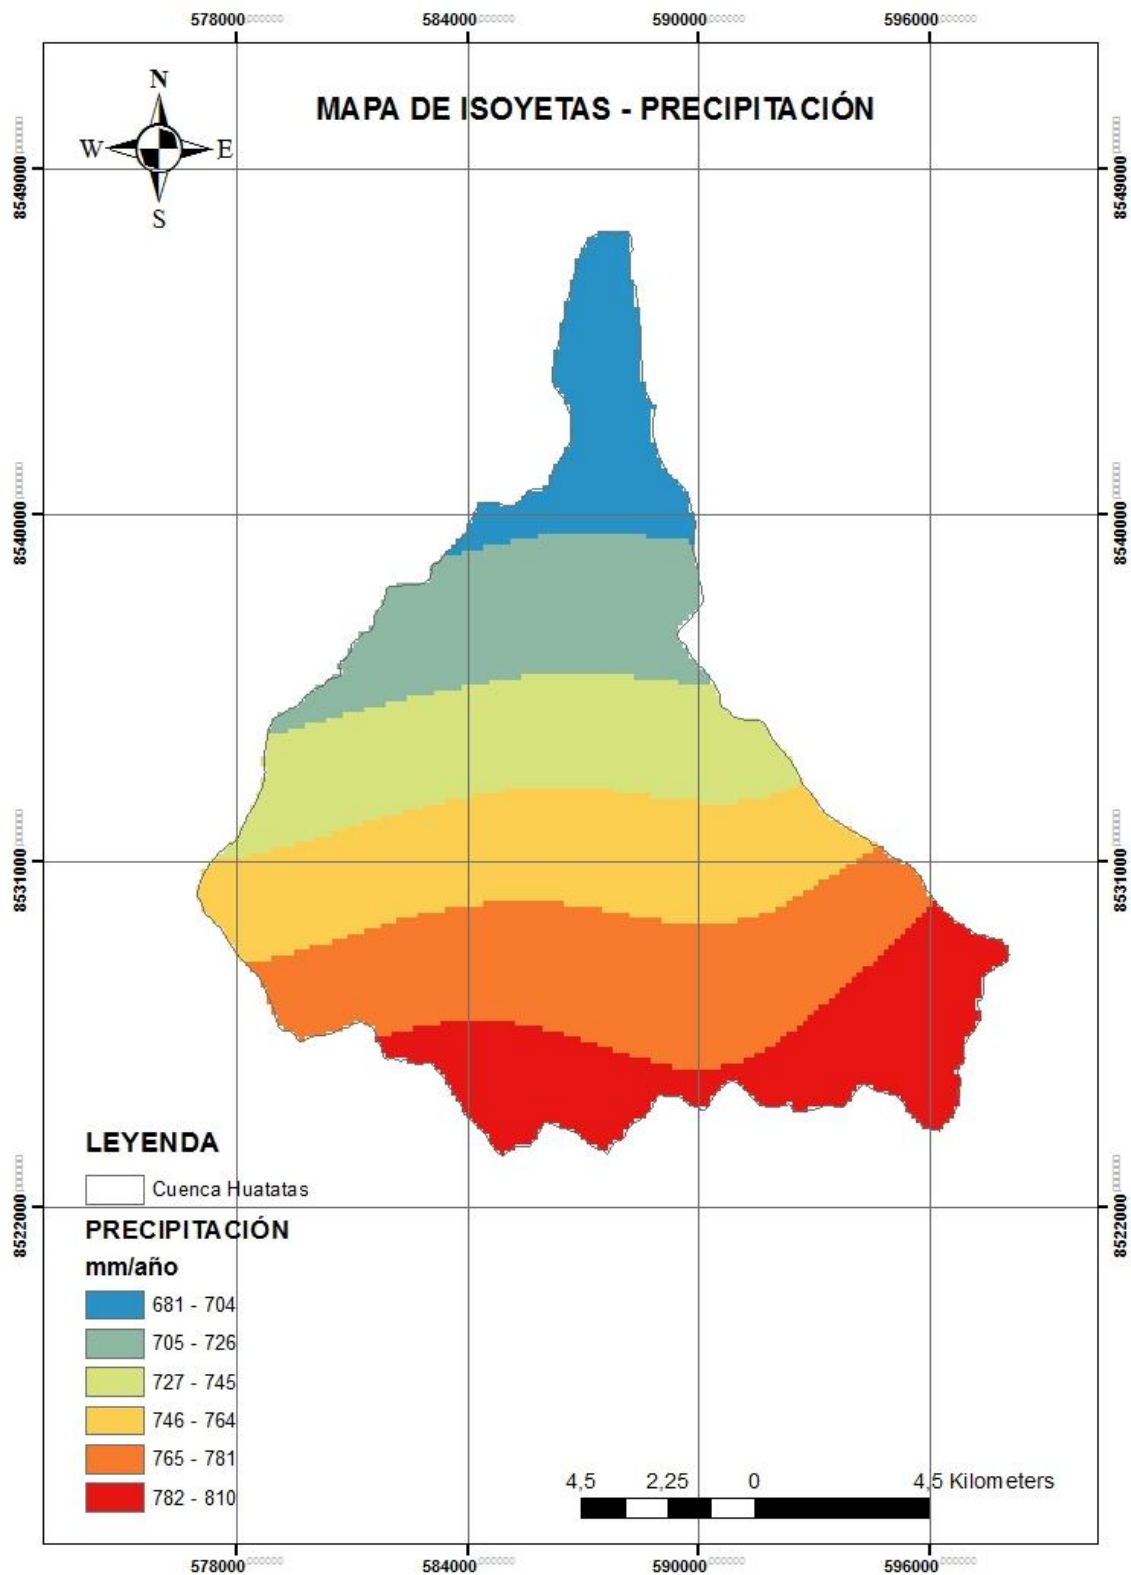 578000 584000 590000 596000
N
W E
S
MAPA DE ISOYETAS - PRECIPITACIÓN
8549000 8549000
8540000 8540000
8531000 8531000
8522000 8522000
LEYENDA
Cuenca Huatatas
PRECIPITACIÓN
mm/año
681 - 704
705 - 726
727 - 745
746 - 764
765 - 781
782 - 810
4,5 2,25 0 4,5 Kilometers
578000 584000 590000 596000